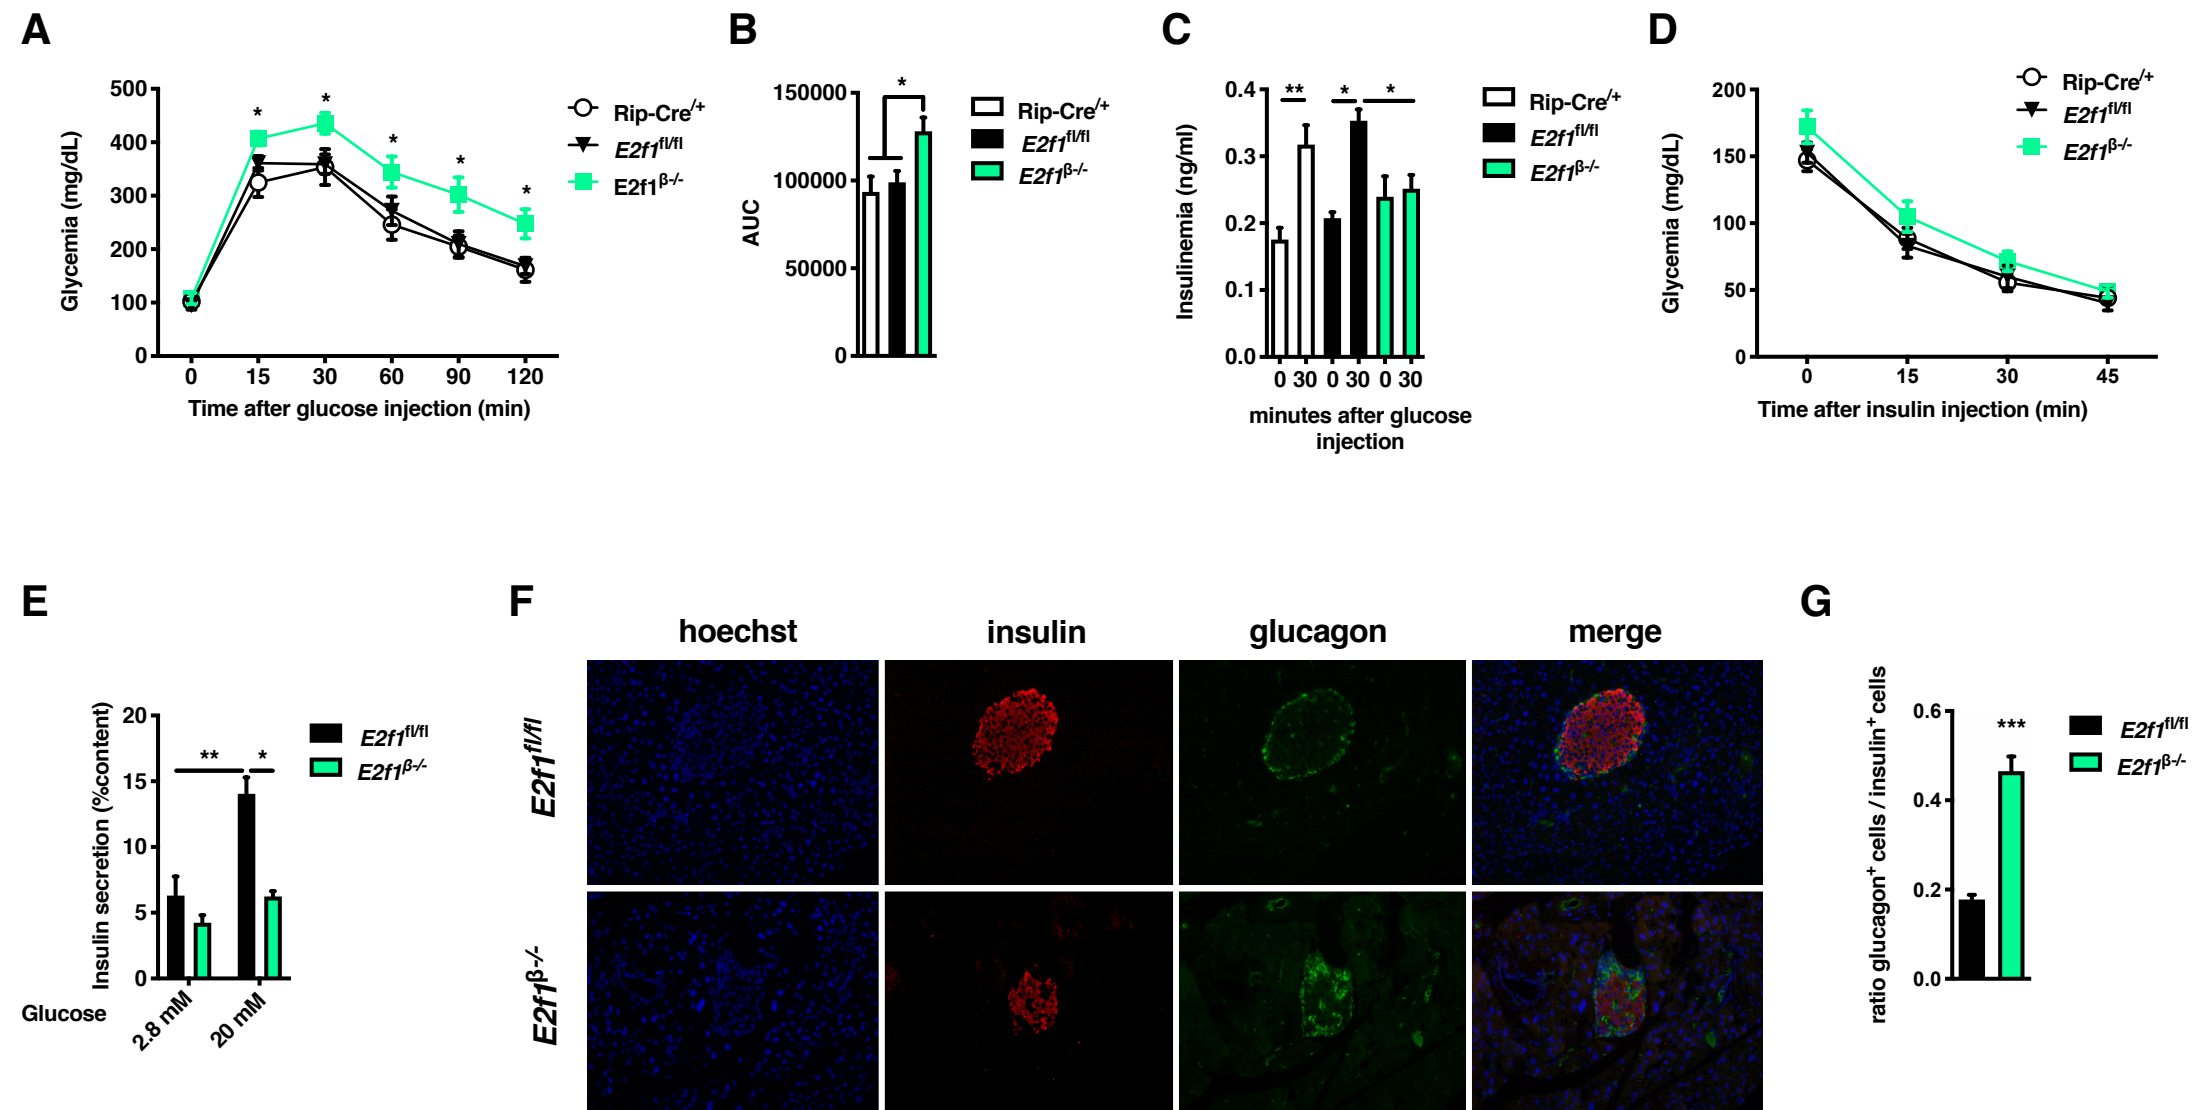 A
500
400
300
200
100
0
Glycemia (mg/dL)
* * * * *
0 15 30 60 90 120
Time after glucose injection (min)
Rip-Cre/+
E2f1fl/fl
E2f1β-/-
B
150000
100000
50000
0
AUC
*
Rip-Cre/+
E2f1fl/fl
E2f1β-/-
C
0.4
0.3
0.2
0.1
0.0
Insulinemia (ng/ml)
** * *
0 30 0 30 0 30
minutes after glucose
injection
Rip-Cre/+
E2f1fl/fl
E2f1β-/-
D
200
150
100
50
0
Glycemia (mg/dL)
0 15 30 45
Time after insulin injection (min)
Rip-Cre/+
E2f1fl/fl
E2f1β-/-
E
20
15
10
5
0
Insulin secretion (%content)
** *
Glucose
2.8 mM
20 mM
E2f1fl/fl
E2f1β-/-
F
hoechst insulin glucagon merge
E2f1fl/fl
E2f1β-/-
G
0.6
0.4
0.2
0.0
ratio glucagon+ cells / insulin+ cells
***
E2f1fl/fl
E2f1β-/-